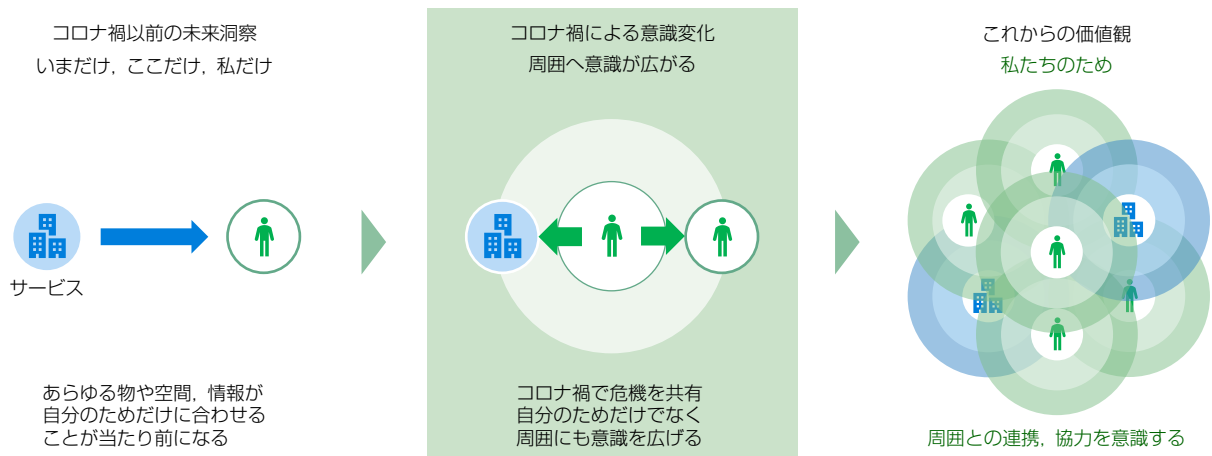 コロナ禍以前の未来洞察
いまだけ, ここだけ, 私だけ
サービス
あらゆる物や空間, 情報が
自分のためだけに合わせる
ことが当たり前になる
コロナ禍による意識変化
周囲へ意識が広がる
コロナ禍で危機を共有
自分のためだけでなく
周囲にも意識を広げる
これからの価値観
私たちのため
周囲との連携, 協力を意識する